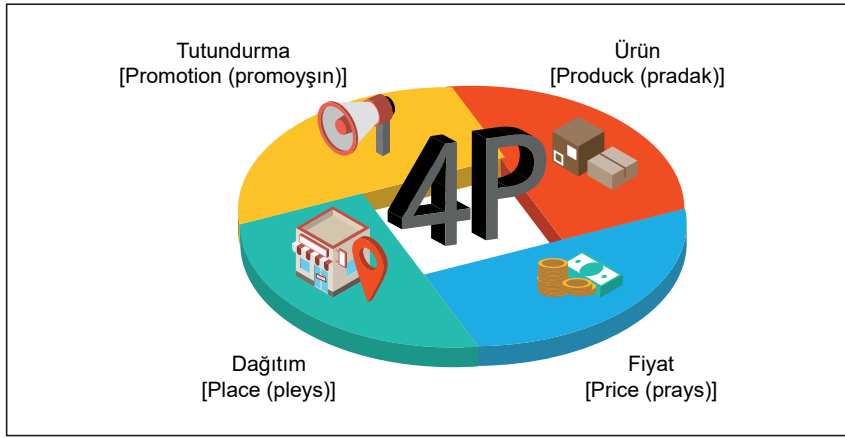 Tutundurma
[Promotion (promoyşın)]
Ürün
[Produck (pradak)]
4P
Dağıtım
[Place (pleys)]
Fiyat
[Price (prays)]